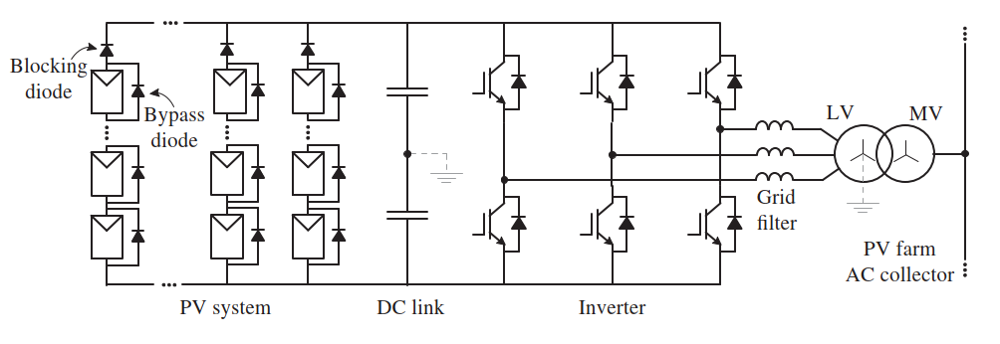 Blocking
diode
Bypass
diode
LV
MV
Grid
filter
PV farm
AC collector
PV system
DC link
Inverter